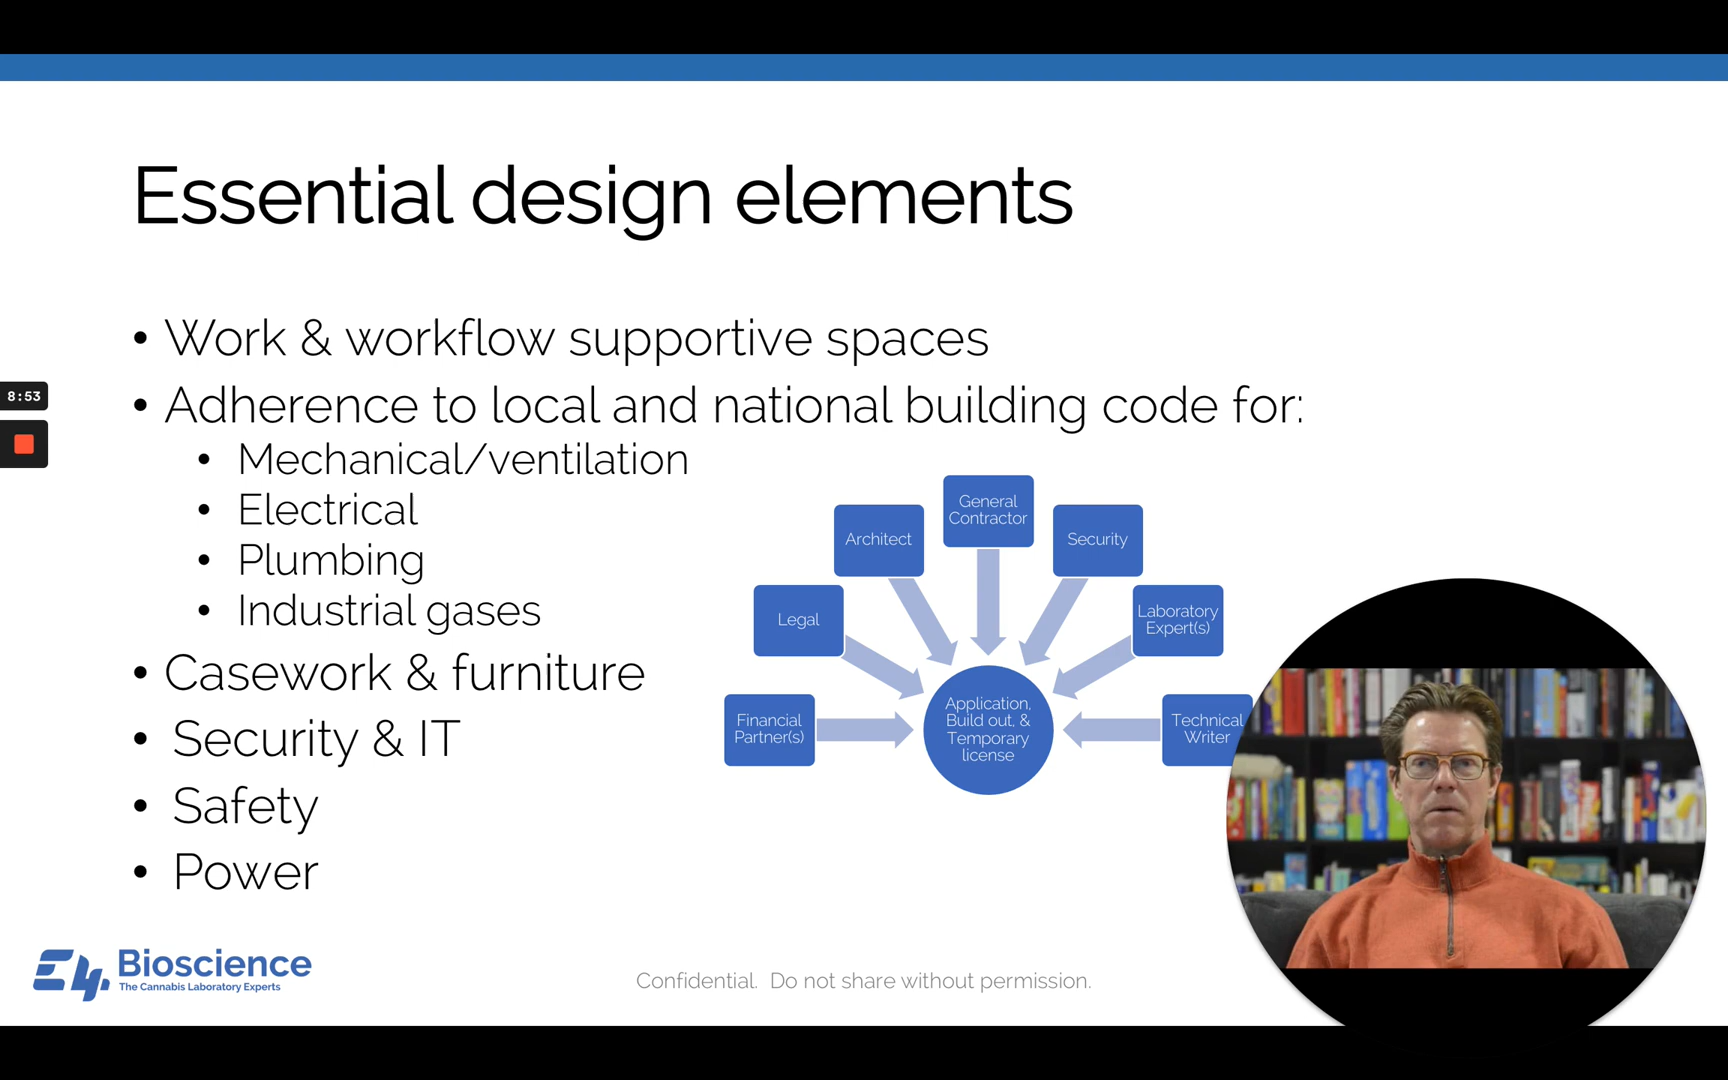 Essential design elements
• Work & workflow supportive spaces
• Adherence to local and national building code for:
• Mechanical/ventilation
• Electrical
• Plumbing
• Industrial gases
• Casework & furniture
• Security & IT
• Safety
• Power
8:53
General
Contractor
Architect
Security
Legal
Laboratory
Expert(s)
Financial
Partner(s)
Application,
Build out, &
Temporary
license
Technical
Writer
E4 Bioscience
The Cannabis Laboratory Experts
Confidential.  Do not share without permission.